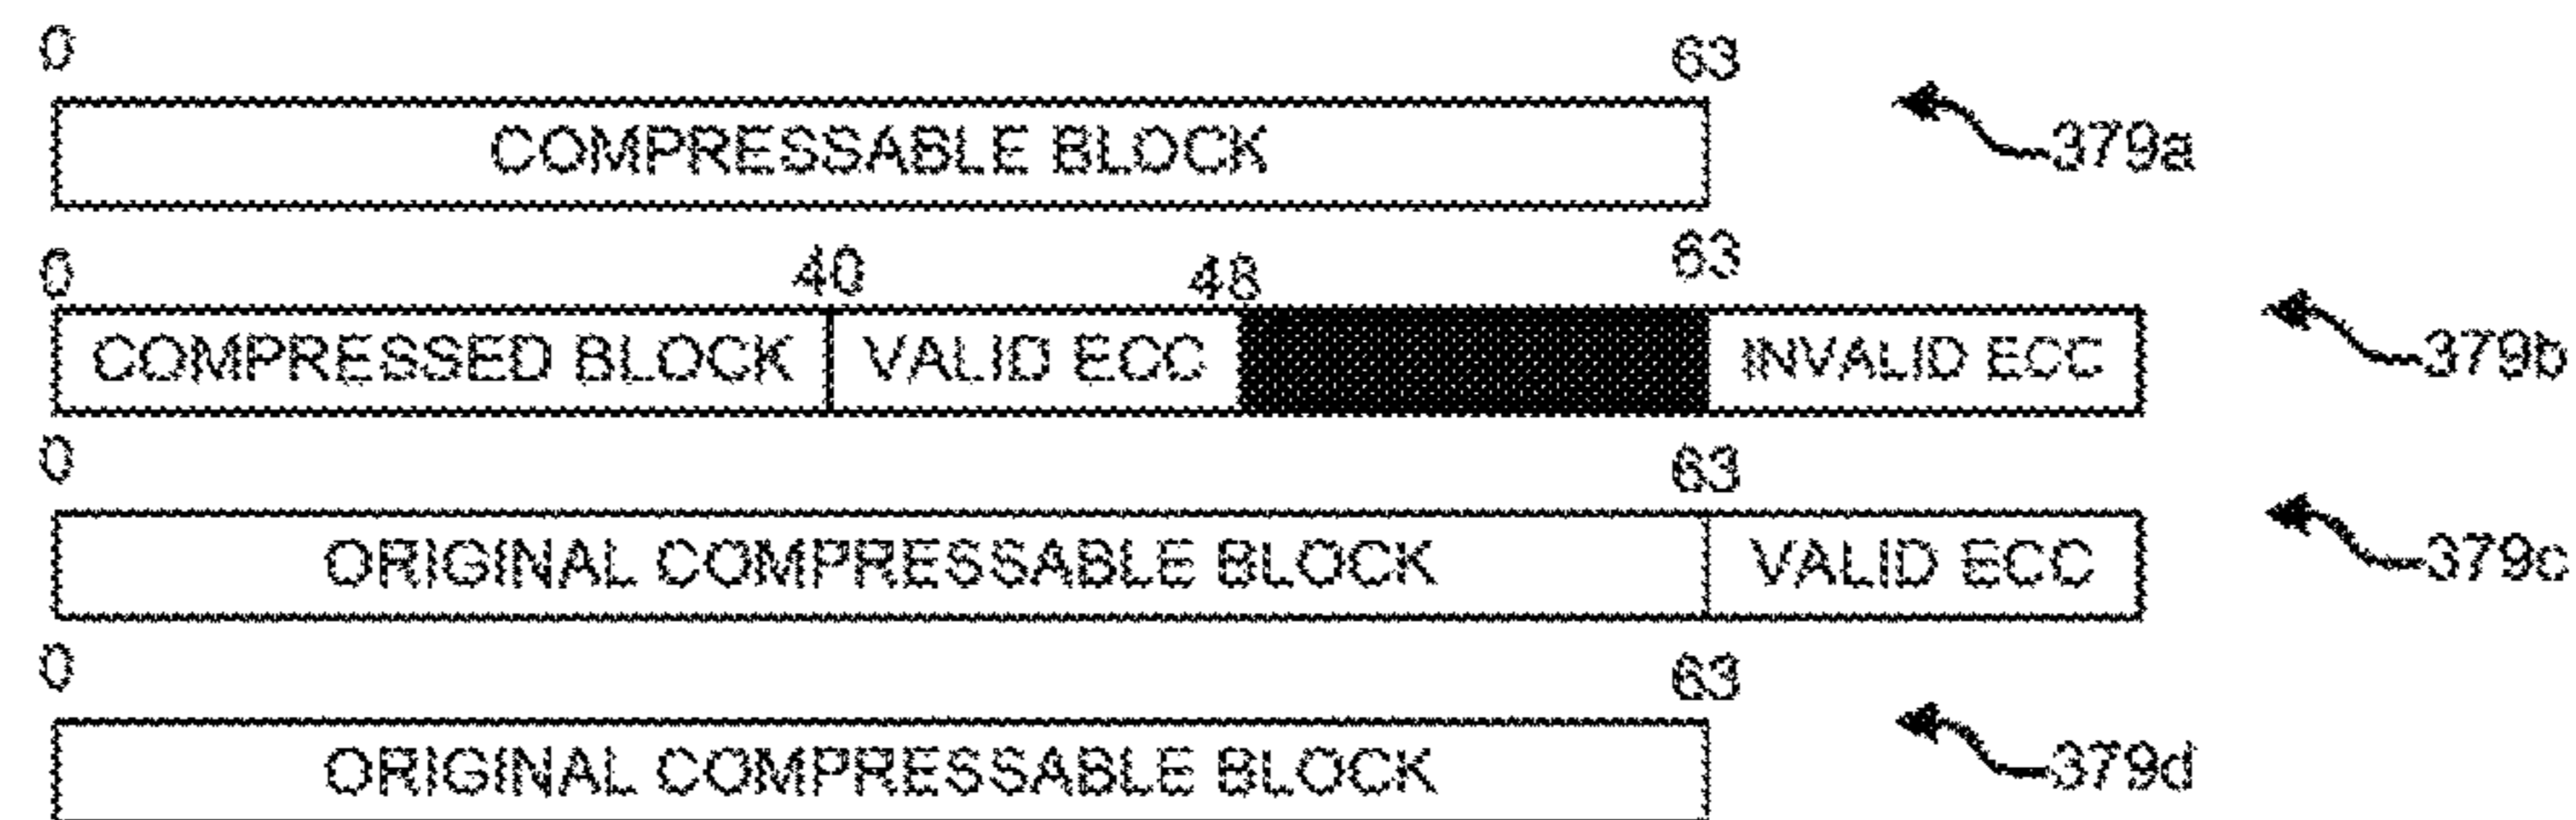 0 63
COMPRESSABLE BLOCK 379a
0 40 48 63
COMPRESSED BLOCK VALID ECC INVALID ECC 379b
0 63
ORIGINAL COMPRESSABLE BLOCK VALID ECC 379c
0 63
ORIGINAL COMPRESSABLE BLOCK 379d